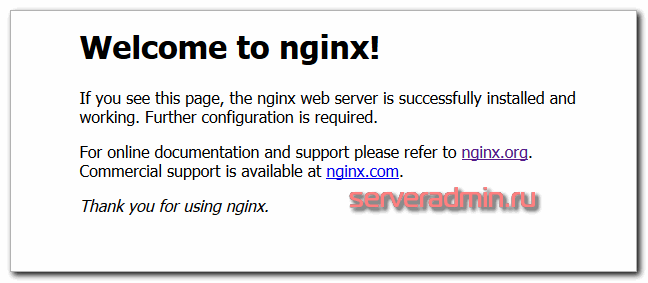 Welcome to nginx!
If you see this page, the nginx web server is successfully installed and
working. Further configuration is required.
For online documentation and support please refer to nginx.org.
Commercial support is available at nginx.com.
Thank you for using nginx.
serveradmin.ru